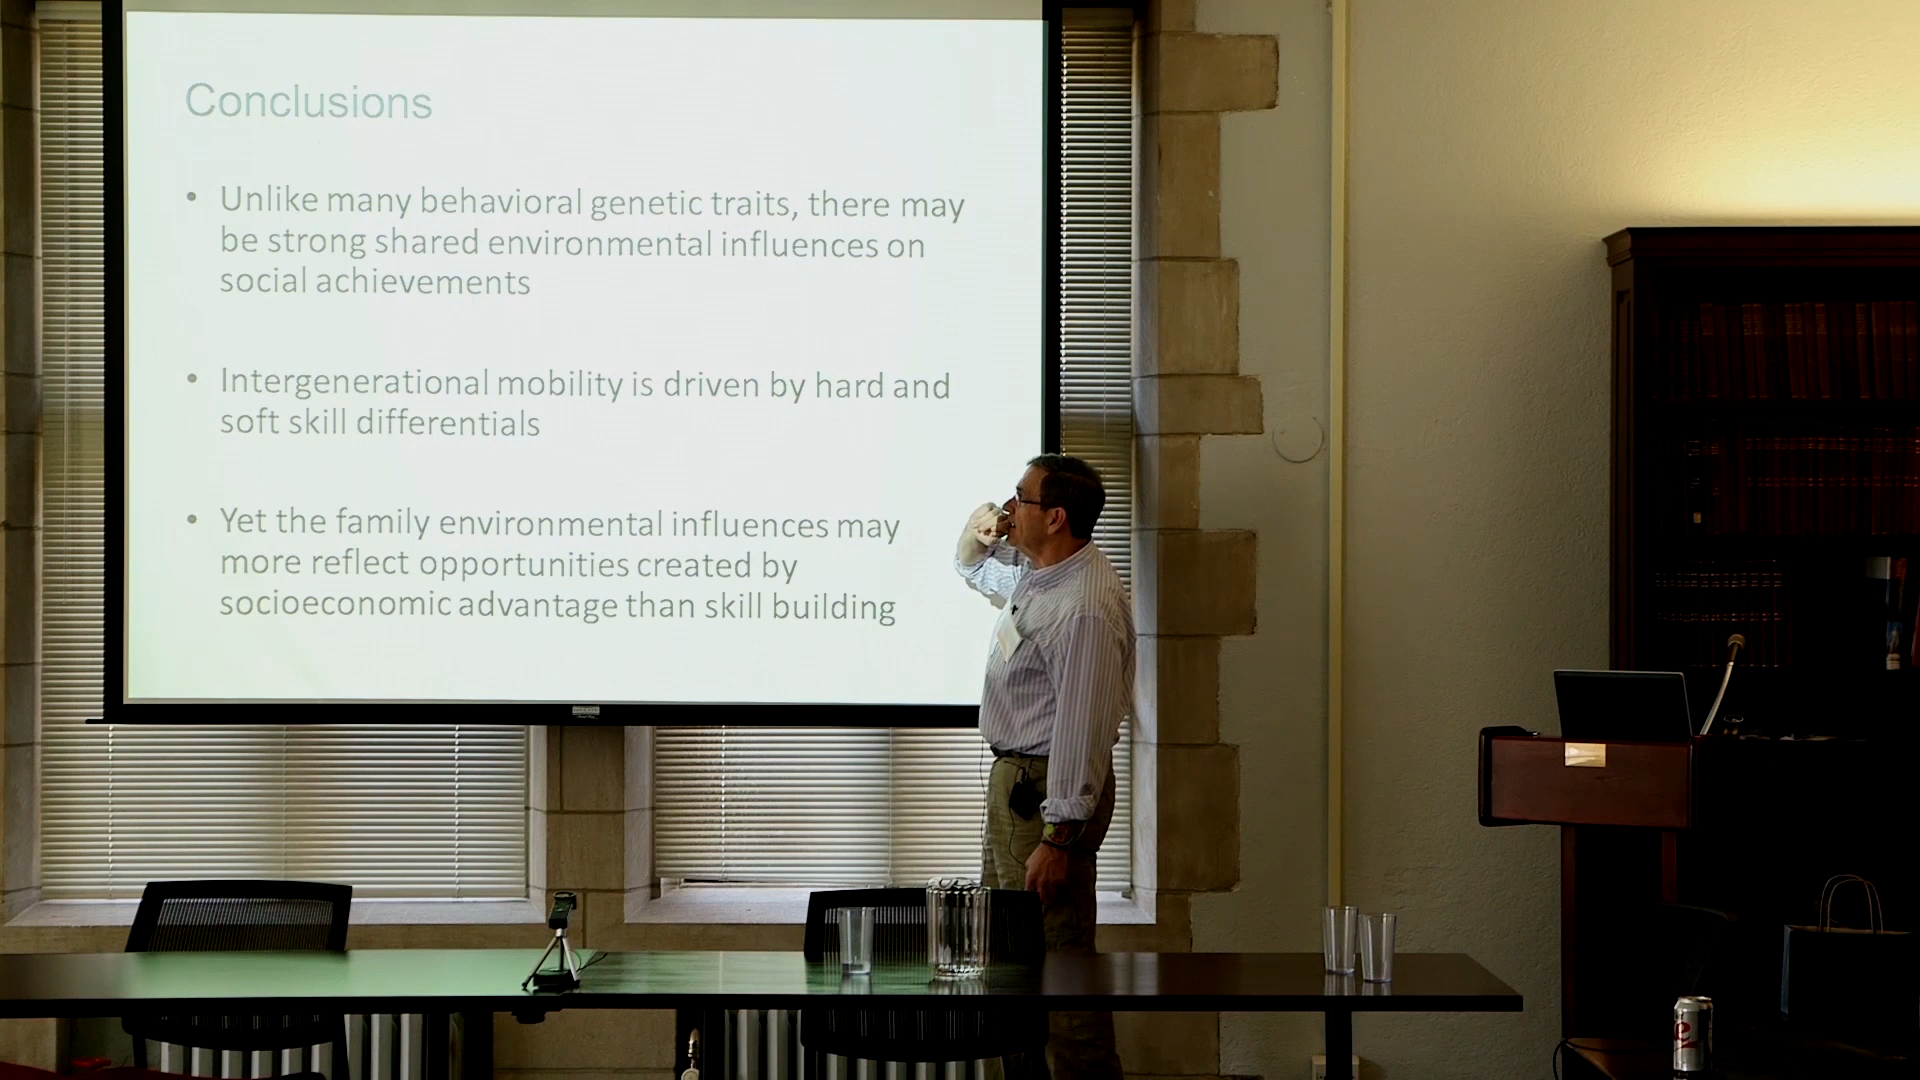 Conclusions
• Unlike many behavioral genetic traits, there may
be strong shared environmental influences on
social achievements
• Intergenerational mobility is driven by hard and
soft skill differentials
• Yet the family environmental influences may
more reflect opportunities created by
socioeconomic advantage than skill building